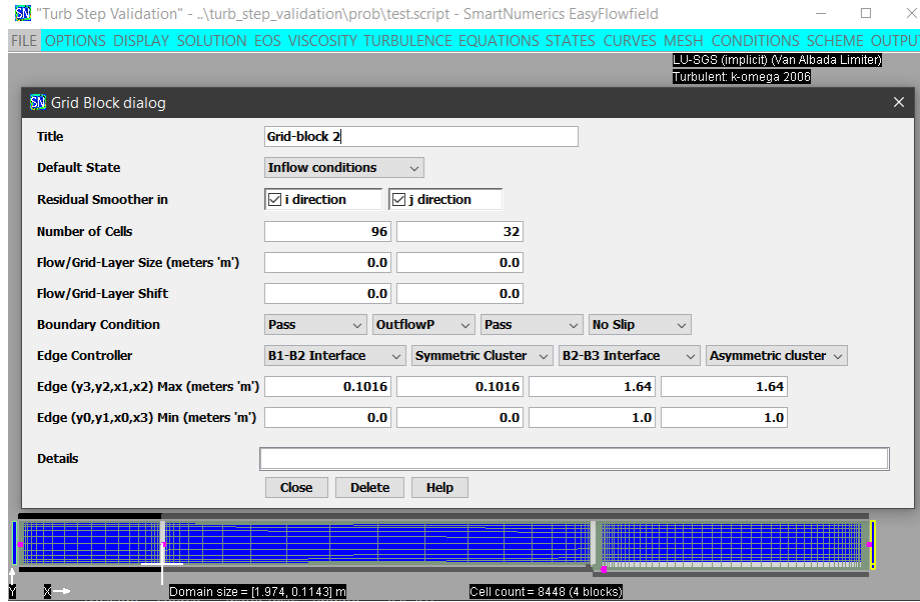 SN "Turb Step Validation" - ..\turb_step_validation\prob\test.script - SmartNumerics EasyFlowfield
FILE OPTIONS DISPLAY SOLUTION EOS VISCOSITY TURBULENCE EQUATIONS STATES CURVES MESH CONDITIONS SCHEME OUTPU
LU-SGS (implicit) (Van Albada Limiter)
Turbulent: k-omega 2006
SN Grid Block dialog
Title Grid-block 2
Default State Inflow conditions
Residual Smoother in i direction j direction
Number of Cells 96 32
Flow/Grid-Layer Size (meters 'm') 0.0 0.0
Flow/Grid-Layer Shift 0.0 0.0
Boundary Condition Pass OutflowP Pass No Slip
Edge Controller B1-B2 Interface Symmetric Cluster B2-B3 Interface Asymmetric cluster
Edge (y3,y2,x1,x2) Max (meters 'm') 0.1016 0.1016 1.64 1.64
Edge (y0,y1,x0,x3) Min (meters 'm') 0.0 0.0 1.0 1.0
Details
Close Delete Help
Y X Domain size = [1.974, 0.1143] m Cell count= 8448 (4 blocks)